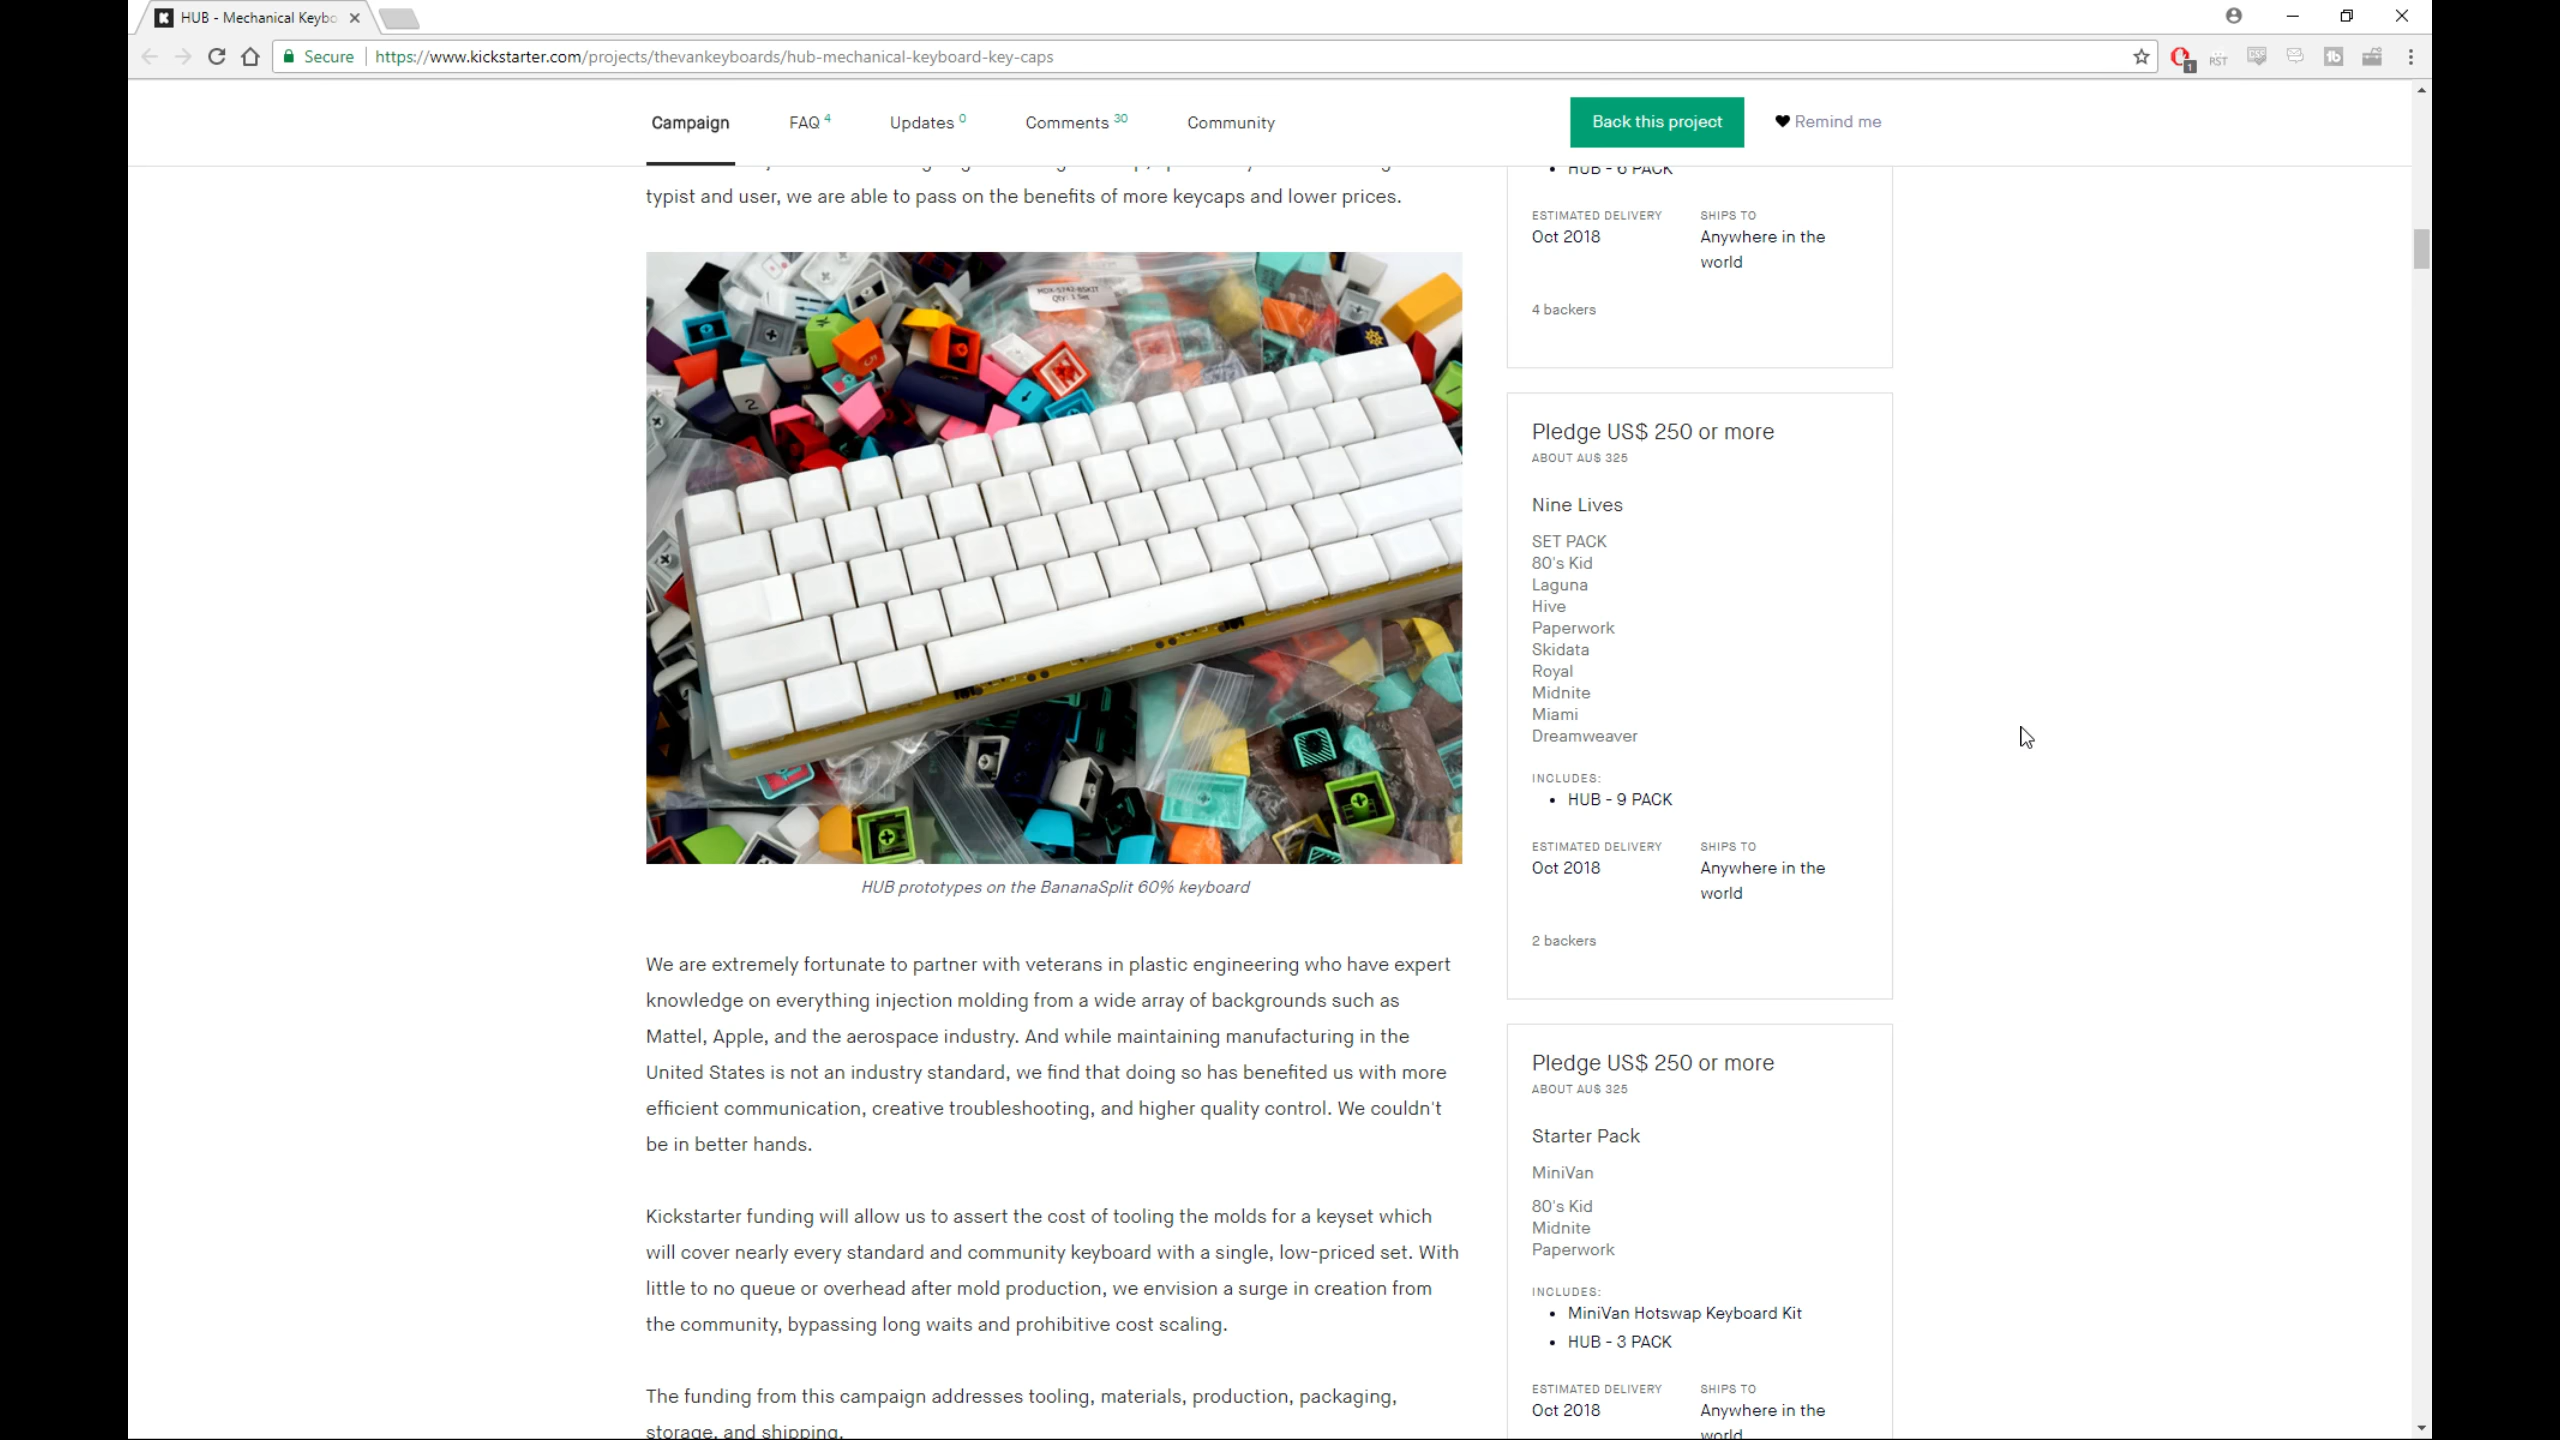 HUB - Mechanical Keybo
Secure
https://www.kickstarter.com/projects/thevankeyboards/hub-mechanical-keyboard-key-caps
1
RST
Campaign
FAQ 4
Updates 0
Comments 30
Community
Back this project
Remind me
typist and user, we are able to pass on the benefits of more keycaps and lower prices.
2
Qty: 1 Set
HUB prototypes on the BananaSplit 60% keyboard
We are extremely fortunate to partner with veterans in plastic engineering who have expert
knowledge on everything injection molding from a wide array of backgrounds such as
Mattel, Apple, and the aerospace industry. And while maintaining manufacturing in the
United States is not an industry standard, we find that doing so has benefited us with more
efficient communication, creative troubleshooting, and higher quality control. We couldn't
be in better hands.
Kickstarter funding will allow us to assert the cost of tooling the molds for a keyset which
will cover nearly every standard and community keyboard with a single, low-priced set. With
little to no queue or overhead after mold production, we envision a surge in creation from
the community, bypassing long waits and prohibitive cost scaling.
The funding from this campaign addresses tooling, materials, production, packaging,
storage, and shipping.
HUB - 6 PACK
ESTIMATED DELIVERY
Oct 2018
SHIPS TO
Anywhere in the
world
4 backers
Pledge US$ 250 or more
ABOUT AU$ 325
Nine Lives
SET PACK
80's Kid
Laguna
Hive
Paperwork
Skidata
Royal
Midnite
Miami
Dreamweaver
INCLUDES:
HUB - 9 PACK
ESTIMATED DELIVERY
Oct 2018
SHIPS TO
Anywhere in the
world
2 backers
Pledge US$ 250 or more
ABOUT AU$ 325
Starter Pack
MiniVan
80's Kid
Midnite
Paperwork
INCLUDES:
MiniVan Hotswap Keyboard Kit
HUB - 3 PACK
ESTIMATED DELIVERY
Oct 2018
SHIPS TO
Anywhere in the
world